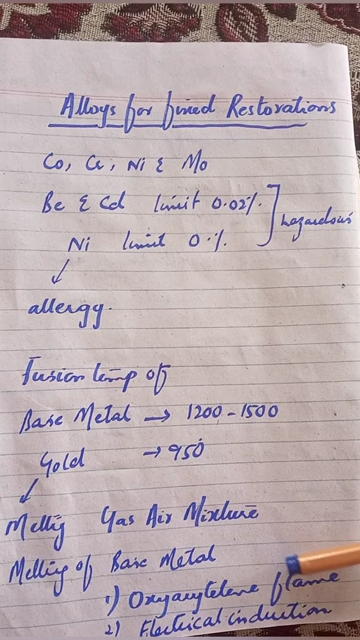 Alloys for fixed Restorations
Co, Cr, Ni & Mo
Be & Cd limit 0.02%.
hazardous
Ni limit 0%.
allergy.
Fusion temp of
Base Metal → 1200-1500
Gold → 950
Melting Gas Air Mixture
Melting of Base Metal
1) Oxyacytelene flame
2) Electrical induction